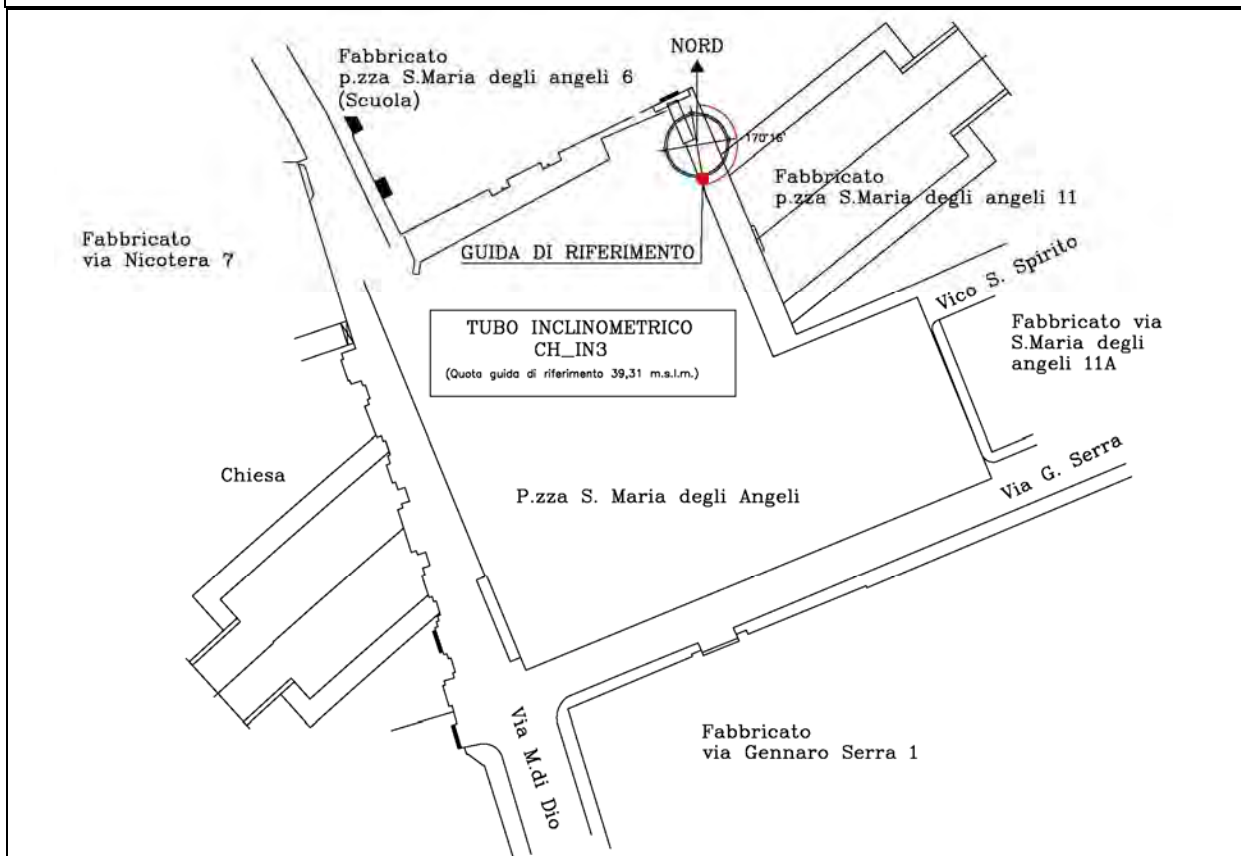 Fabbricato
p.zza S.Maria degli angeli 6
(Scuola)
NORD
170°16'
Fabbricato
p.zza S.Maria degli angeli 11
Fabbricato
via Nicotera 7
GUIDA DI RIFERIMENTO
Vico S. Spirito
TUBO INCLINOMETRICO
CH_IN3
(Quota guida di riferimento 39,31 m.s.l.m.)
Fabbricato via
S.Maria degli
angeli 11A
Chiesa
P.zza S. Maria degli Angeli
Via G. Serra
Via M.di Dio
Fabbricato
via Gennaro Serra 1